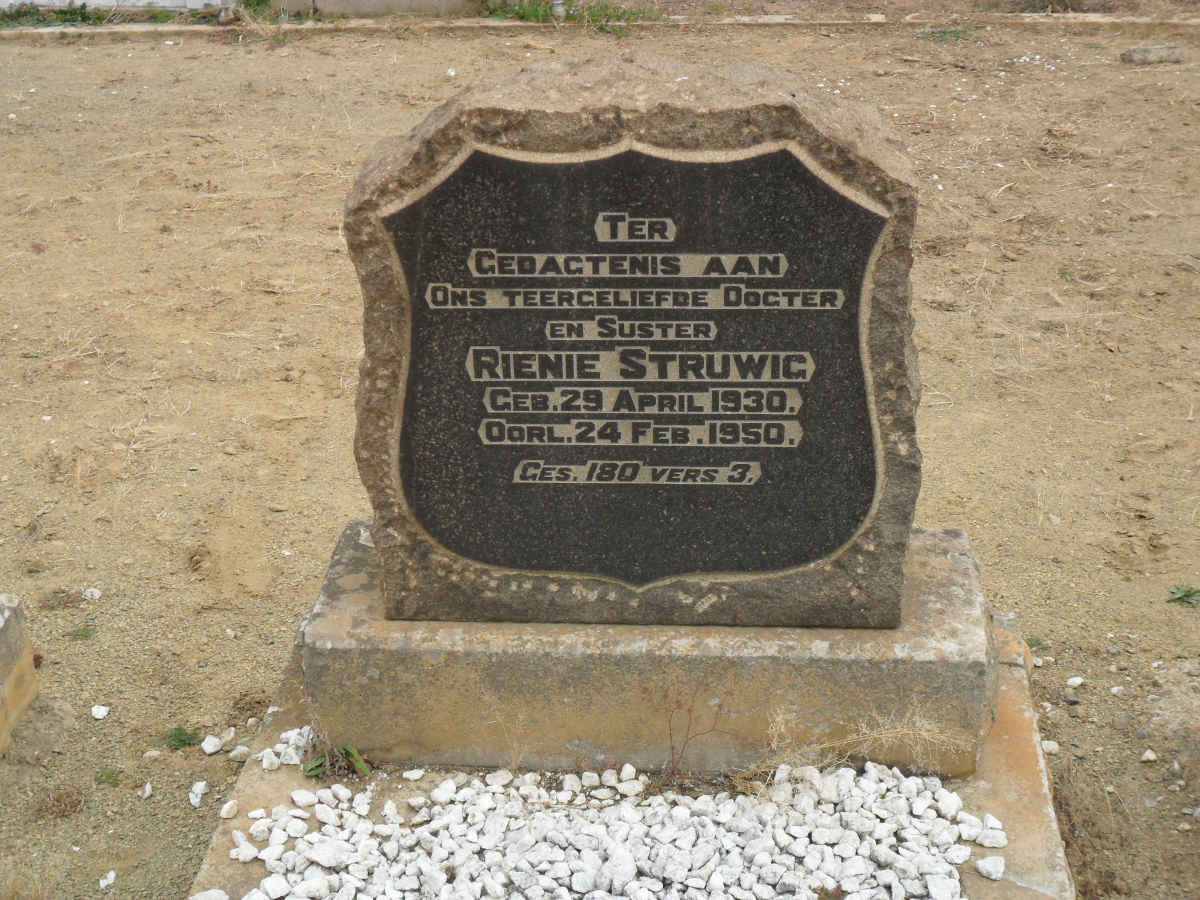 TER
GEDAGTENIS AAN
ONS TEERGELIEFDE DOGTER
EN SUSTER
RIENIE STRUWIG
GEB. 29 APRIL 1930.
OORL. 24 FEB. 1950.
GES. 180 VERS 3.